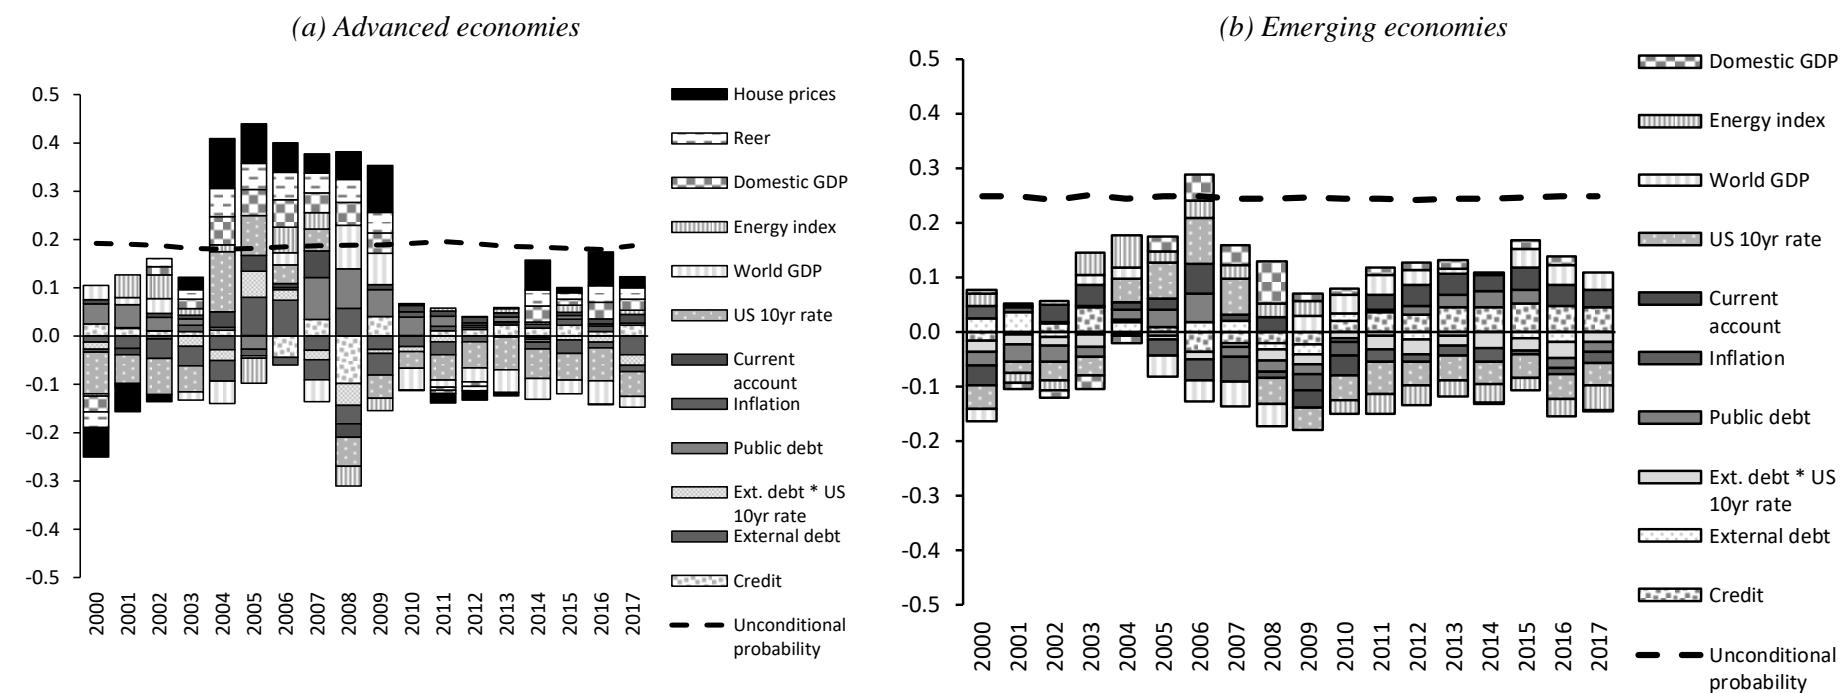 (a) Advanced economies
0.5
0.4
0.3
0.2
0.1
0.0
-0.1
-0.2
-0.3
-0.4
-0.5
2000
2001
2002
2003
2004
2005
2006
2007
2008
2009
2010
2011
2012
2013
2014
2015
2016
2017
House prices
Reer
Domestic GDP
Energy index
World GDP
US 10yr rate
Current
account
Inflation
Public debt
Ext. debt * US
10yr rate
External debt
Credit
Unconditional
probability
(b) Emerging economies
0.5
0.4
0.3
0.2
0.1
0.0
-0.1
-0.2
-0.3
-0.4
-0.5
2000
2001
2002
2003
2004
2005
2006
2007
2008
2009
2010
2011
2012
2013
2014
2015
2016
2017
Domestic GDP
Energy index
World GDP
US 10yr rate
Current
account
Inflation
Public debt
Ext. debt * US
10yr rate
External debt
Credit
Unconditional
probability